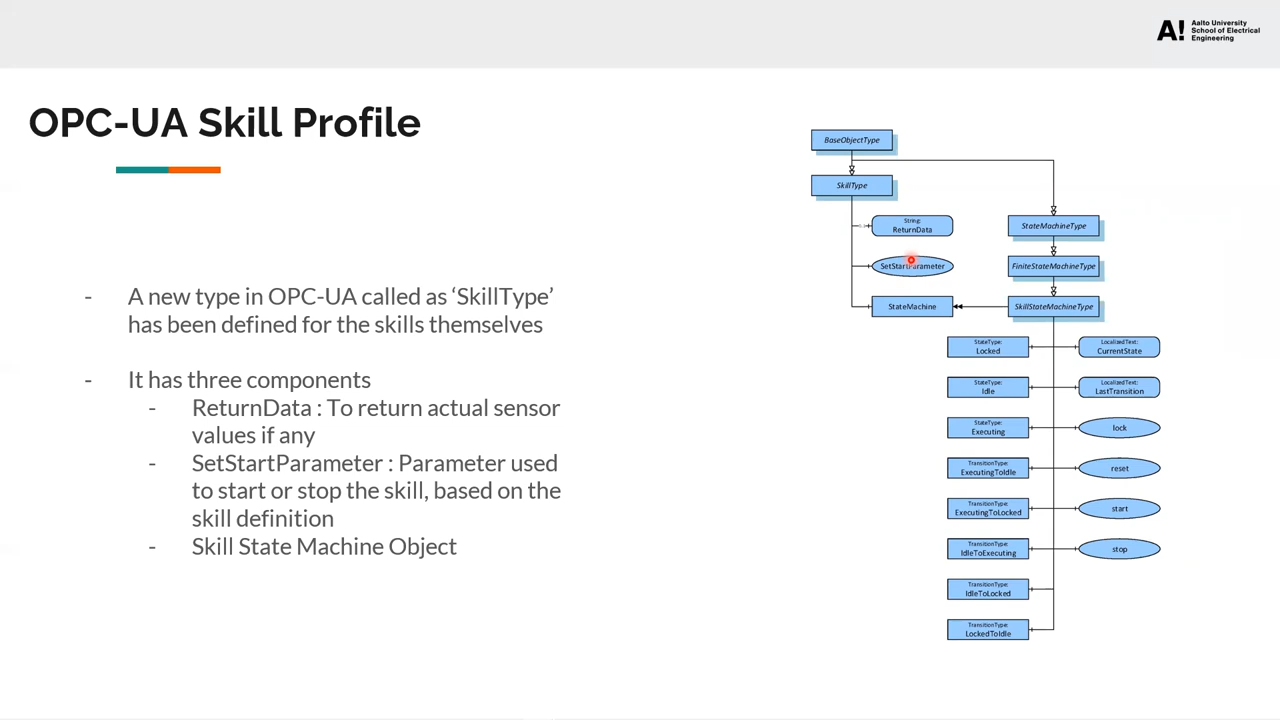 A!
Aalto University
School of Electrical
Engineering
OPC-UA Skill Profile
- A new type in OPC-UA called as ‘SkillType’
has been defined for the skills themselves
- It has three components
- ReturnData : To return actual sensor
values if any
- SetStartParameter : Parameter used
to start or stop the skill, based on the
skill definition
- Skill State Machine Object
BaseObjectType
SkillType
String:
ReturnData
StateMachineType
SetStartParameter
FiniteStateMachineType
StateMachine
SkillStateMachineType
StateType:
Locked
LocalizedText:
CurrentState
StateType:
Idle
LocalizedText:
LastTransition
StateType:
Executing
lock
TransitionType:
ExecutingToIdle
reset
TransitionType:
ExecutingToLocked
start
TransitionType:
IdleToExecuting
stop
TransitionType:
IdleToLocked
TransitionType:
LockedToIdle